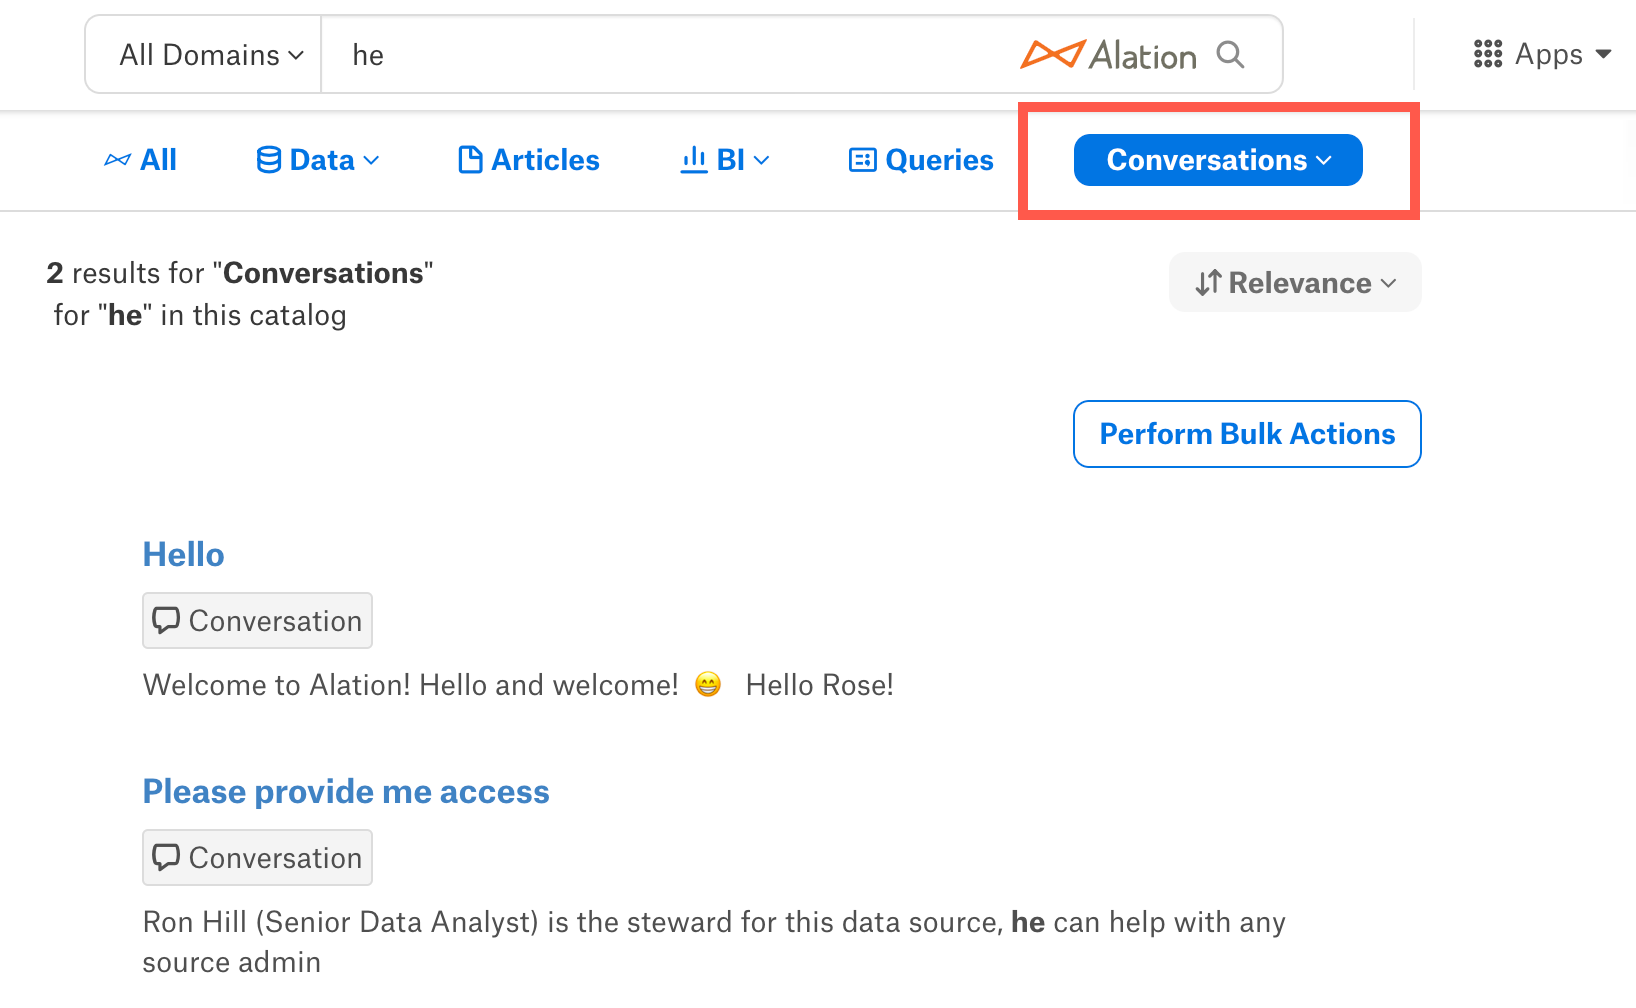 All Domains he Alation Apps
All Data Articles BI Queries Conversations
2 results for "Conversations"
for "he" in this catalog
Relevance
Perform Bulk Actions
Hello
Conversation
Welcome to Alation! Hello and welcome! 😁 Hello Rose!
Please provide me access
Conversation
Ron Hill (Senior Data Analyst) is the steward for this data source, he can help with any
source admin